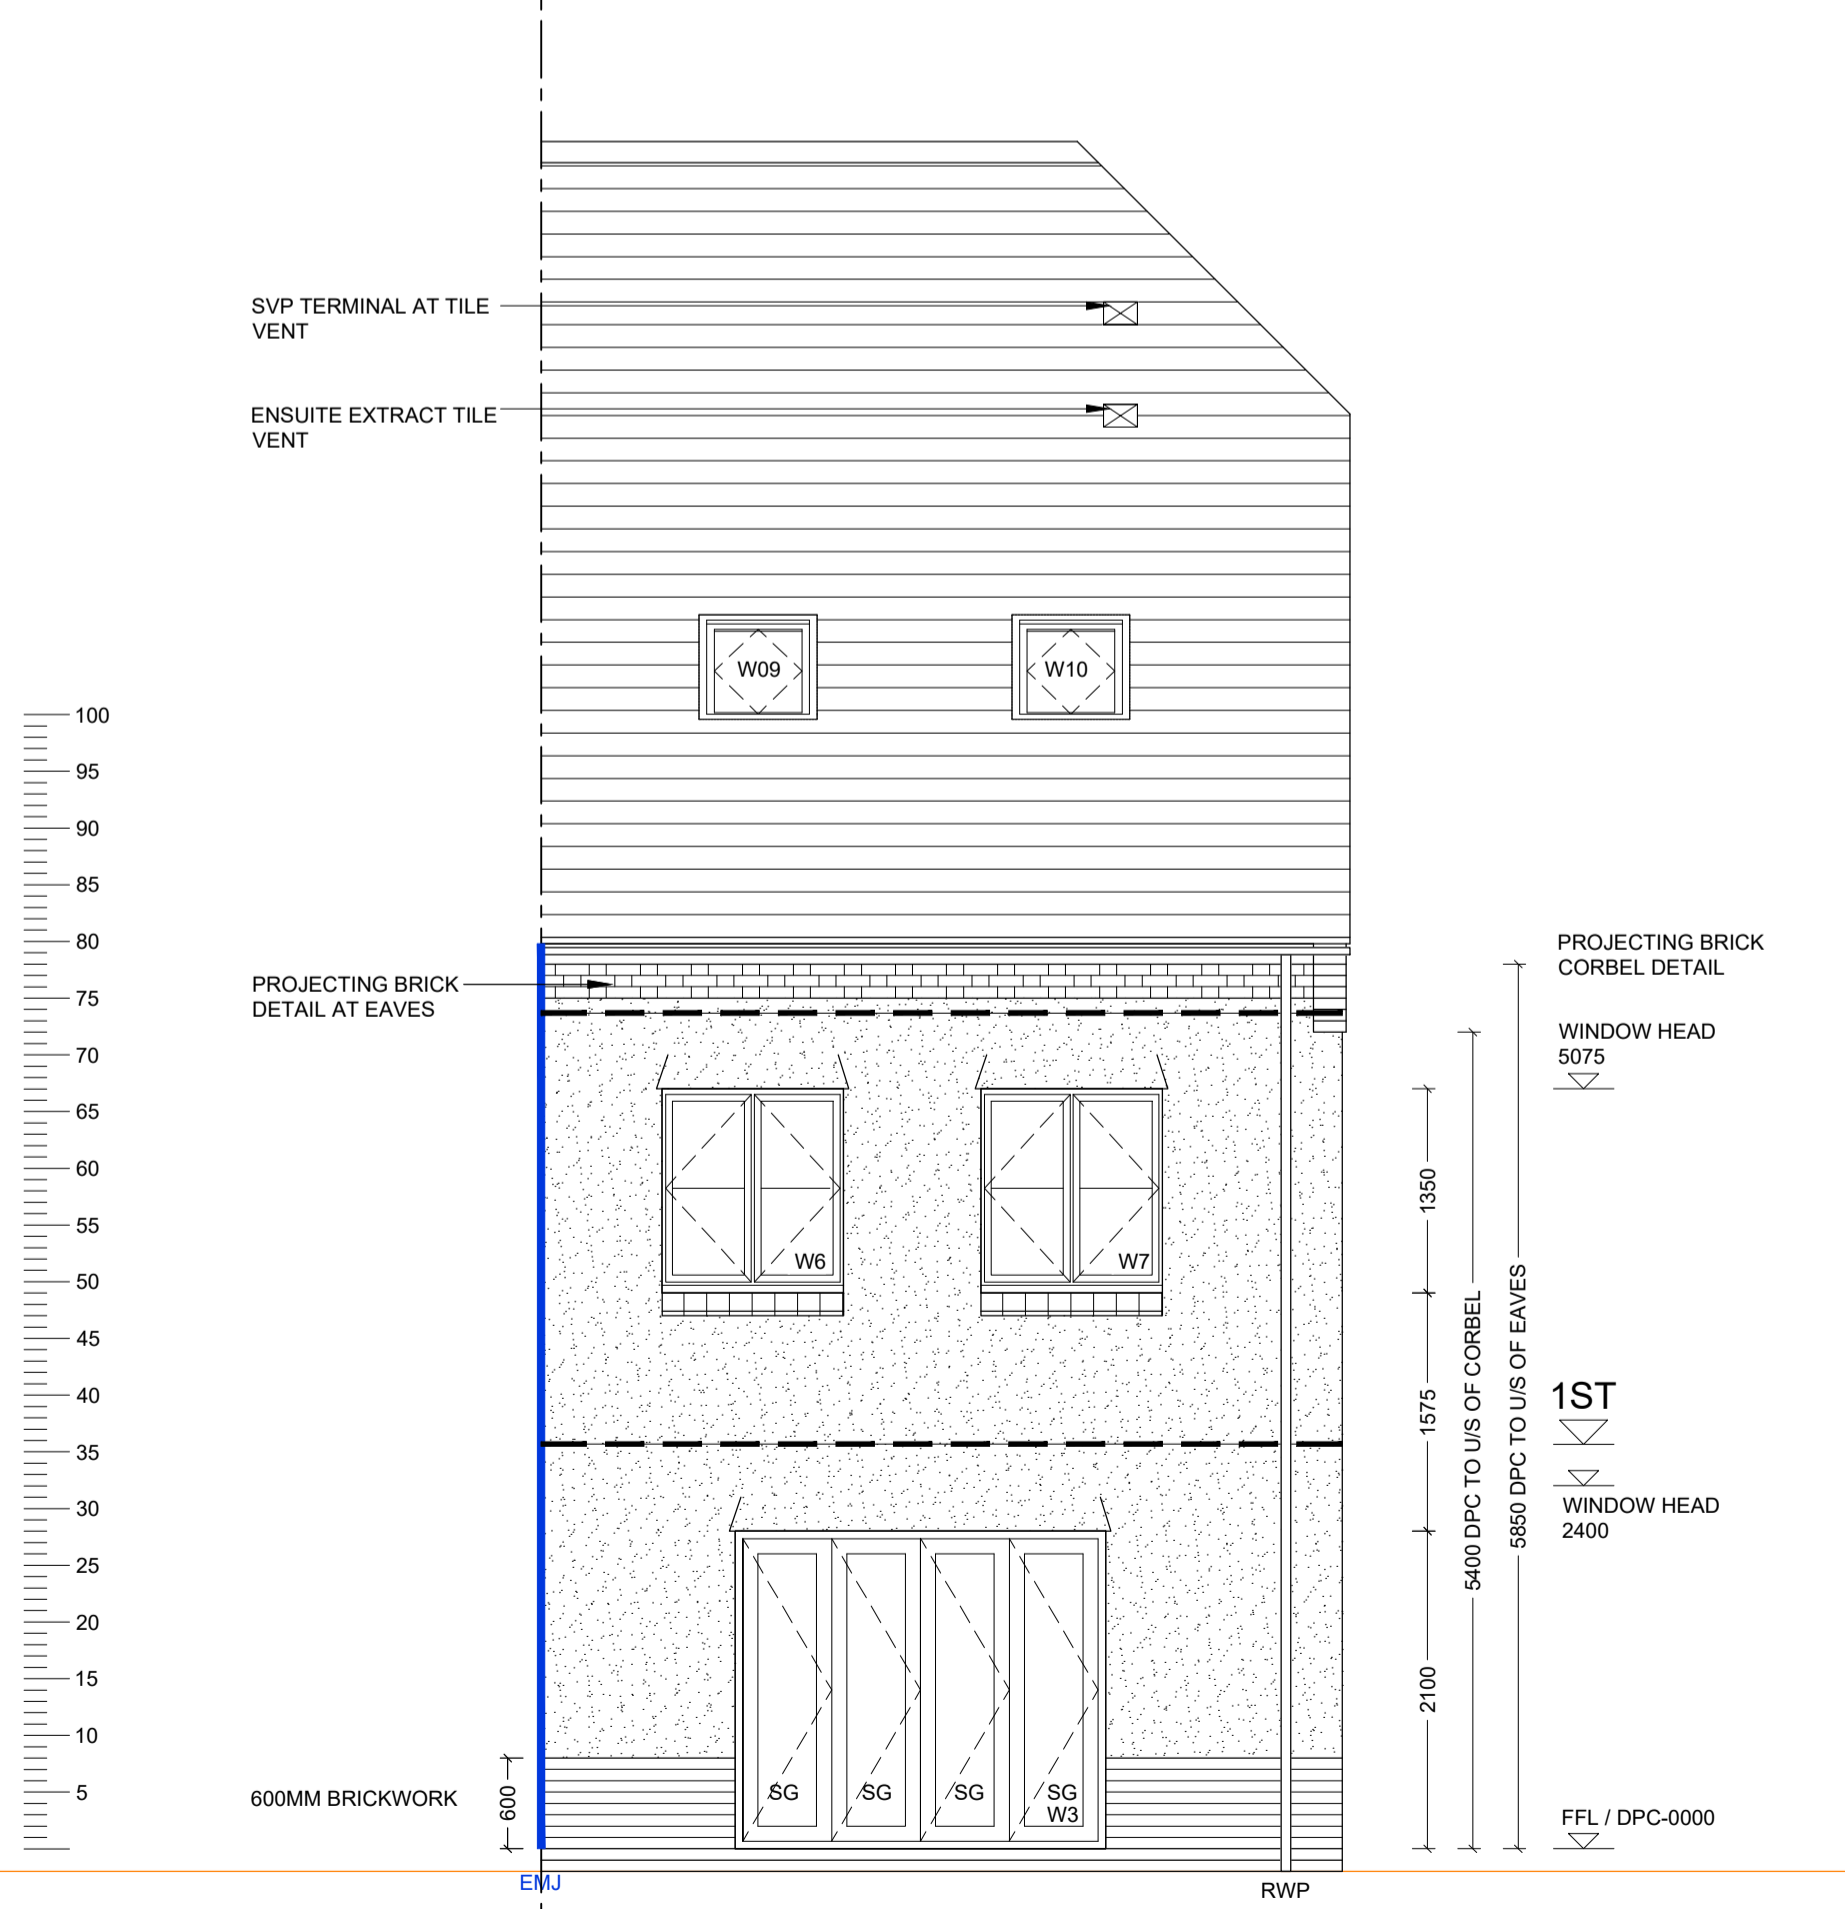 SVP TERMINAL AT TILE
VENT
ENSUITE EXTRACT TILE
VENT
W09
W10
100
95
90
85
80
75
70
65
60
55
50
45
40
35
30
25
20
15
10
5
PROJECTING BRICK
DETAIL AT EAVES
PROJECTING BRICK
CORBEL DETAIL
WINDOW HEAD
5075
W6
W7
1350
1575
2100
5400 DPC TO U/S OF CORBEL
5850 DPC TO U/S OF EAVES
1ST
WINDOW HEAD
2400
SG
SG
SG
SG
W3
600MM BRICKWORK
600
FFL / DPC-0000
EMJ
RWP